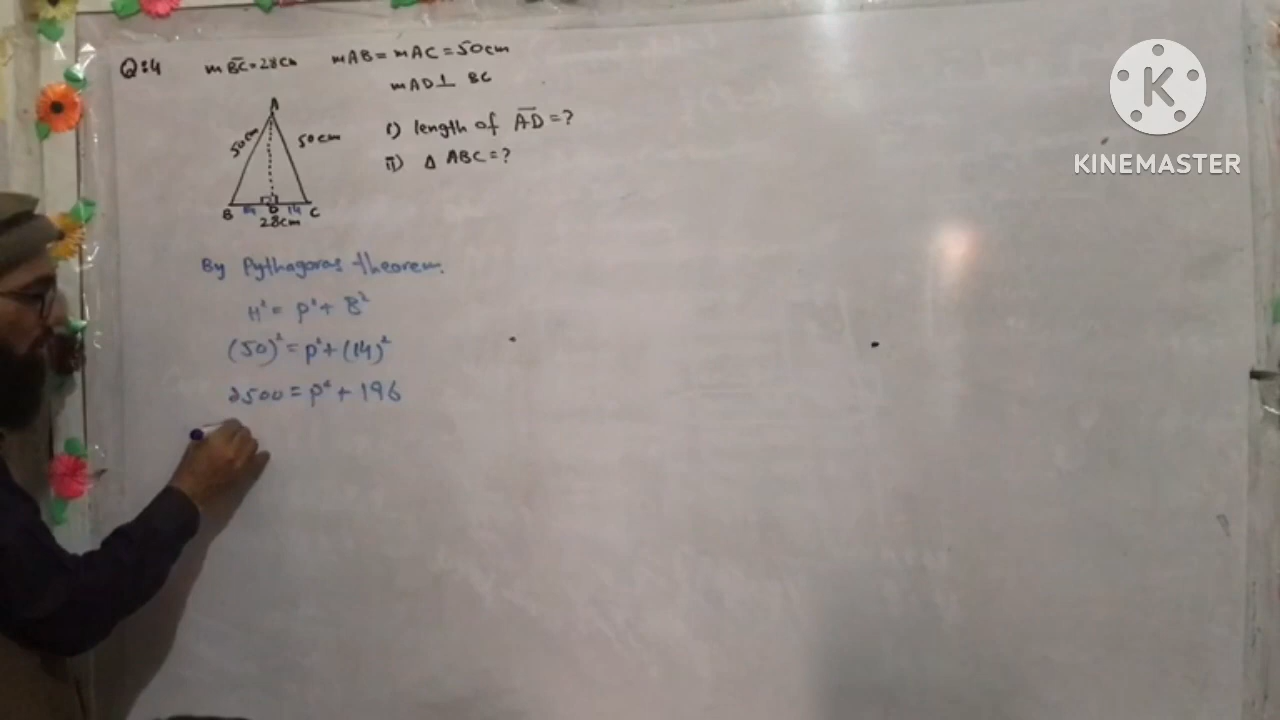 Q:4 mBC=28cm mAB=mAC=50cm
mAD⊥ BC
A
50cm 50cm
i) length of AD=?
ii) Δ ABC=?
B 14 D 14 C
28cm
By Pythagoras theorem.
H²= P²+ B²
(50)²=P²+(14)²
2500=P²+ 196
K
KINEMASTER